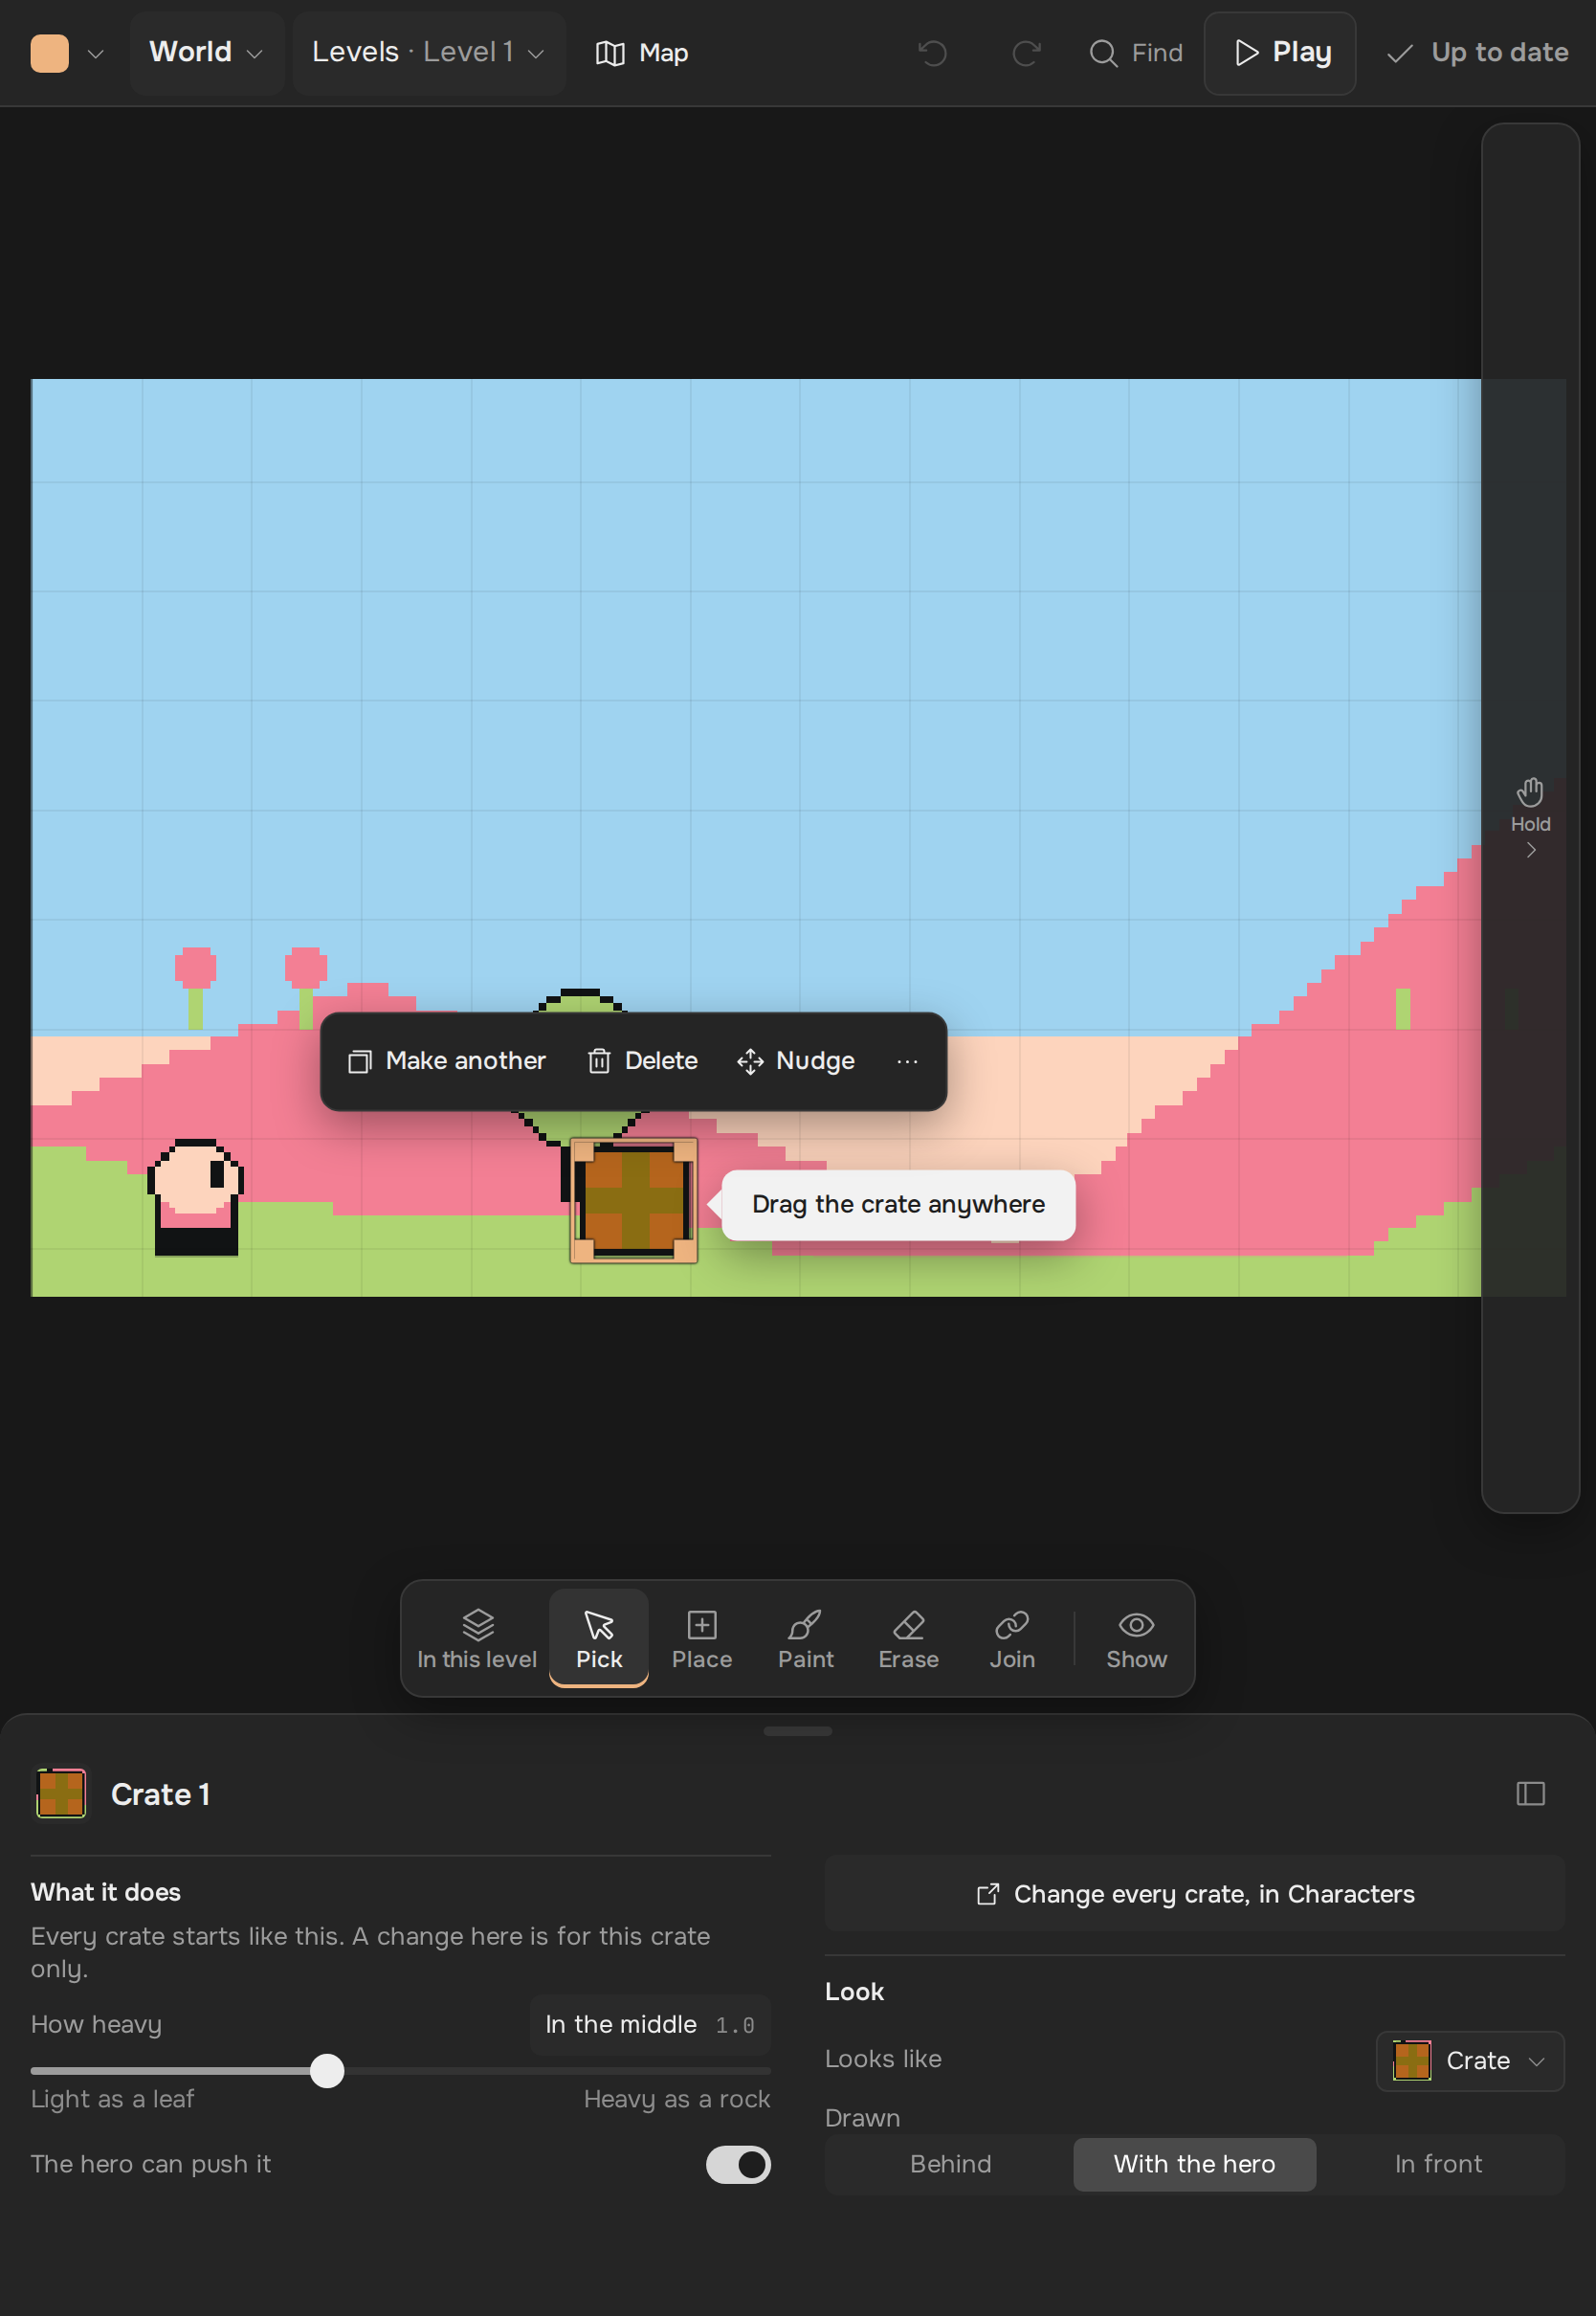 World
Levels · Level 1
Map
Find
Play
Up to date
Hold
Make another
Delete
Nudge
Drag the crate anywhere
In this level
Pick
Place
Paint
Erase
Join
Show
Crate 1
What it does
Every crate starts like this. A change here is for this crate
only.
How heavy
In the middle 1.0
Light as a leaf
Heavy as a rock
The hero can push it
Change every crate, in Characters
Look
Looks like
Crate
Drawn
Behind
With the hero
In front